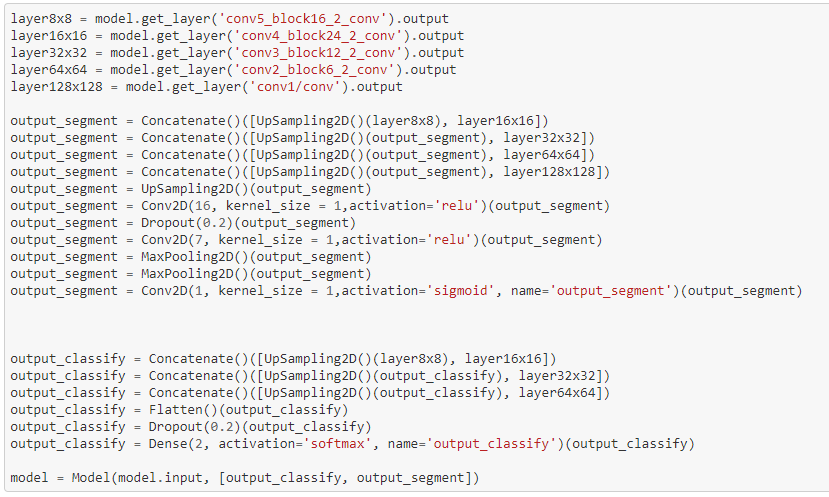 layer8x8 = model.get_layer('conv5_block16_2_conv').output
layer16x16 = model.get_layer('conv4_block24_2_conv').output
layer32x32 = model.get_layer('conv3_block12_2_conv').output
layer64x64 = model.get_layer('conv2_block6_2_conv').output
layer128x128 = model.get_layer('conv1/conv').output
output_segment = Concatenate()([UpSampling2D()(layer8x8), layer16x16])
output_segment = Concatenate()([UpSampling2D()(output_segment), layer32x32])
output_segment = Concatenate()([UpSampling2D()(output_segment), layer64x64])
output_segment = Concatenate()([UpSampling2D()(output_segment), layer128x128])
output_segment = UpSampling2D()(output_segment)
output_segment = Conv2D(16, kernel_size = 1,activation='relu')(output_segment)
output_segment = Dropout(0.2)(output_segment)
output_segment = Conv2D(7, kernel_size = 1,activation='relu')(output_segment)
output_segment = MaxPooling2D()(output_segment)
output_segment = MaxPooling2D()(output_segment)
output_segment = Conv2D(1, kernel_size = 1,activation='sigmoid', name='output_segment')(output_segment)
output_classify = Concatenate()([UpSampling2D()(layer8x8), layer16x16])
output_classify = Concatenate()([UpSampling2D()(output_classify), layer32x32])
output_classify = Concatenate()([UpSampling2D()(output_classify), layer64x64])
output_classify = Flatten()(output_classify)
output_classify = Dropout(0.2)(output_classify)
output_classify = Dense(2, activation='softmax', name='output_classify')(output_classify)
model = Model(model.input, [output_classify, output_segment])